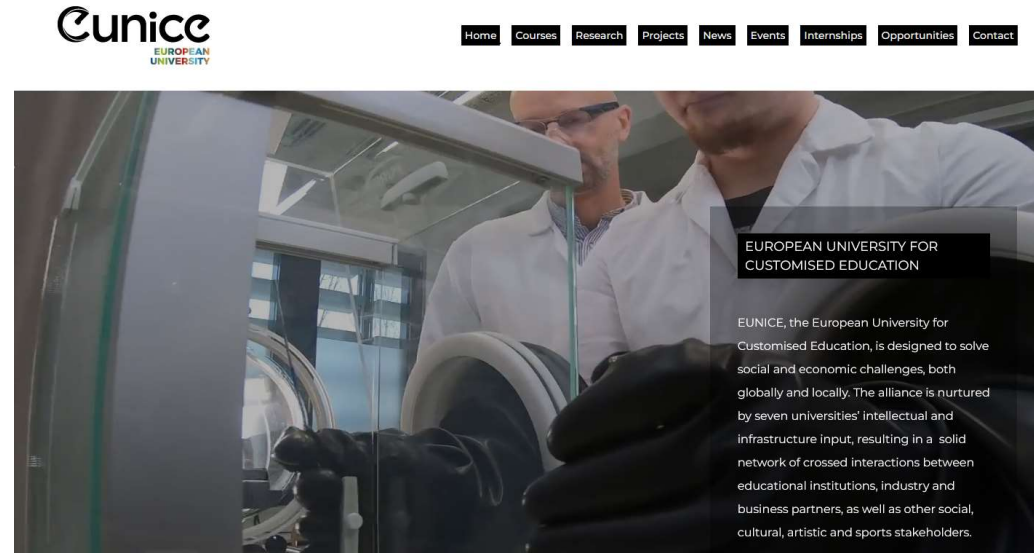 eunice
EUROPEAN
UNIVERSITY
Home Courses Research Projects News Events Internships Opportunities Contact
EUROPEAN UNIVERSITY FOR
CUSTOMISED EDUCATION
EUNICE, the European University for
Customised Education, is designed to solve
social and economic challenges, both
globally and locally. The alliance is nurtured
by seven universities’ intellectual and
infrastructure input, resulting in a solid
network of crossed interactions between
educational institutions, industry and
business partners, as well as other social,
cultural, artistic and sports stakeholders.